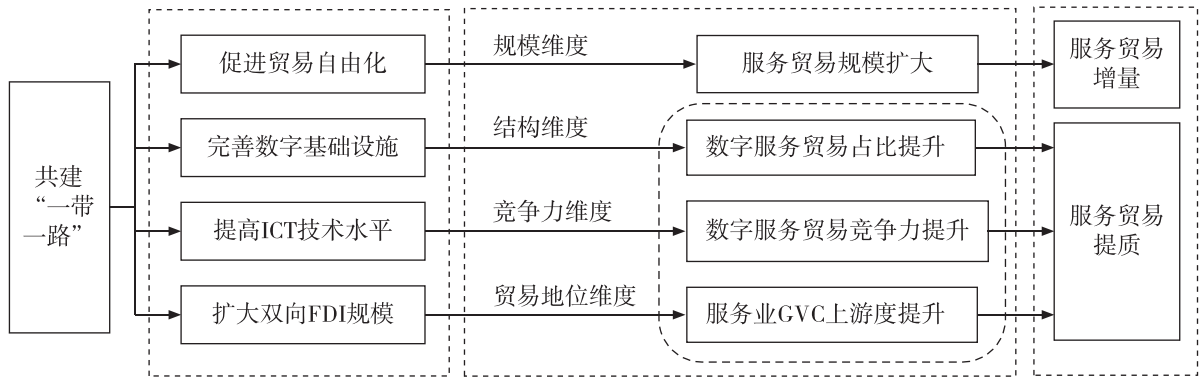 共建
“一带
一路”
促进贸易自由化
规模维度
服务贸易规模扩大
服务贸易
增量
完善数字基础设施
结构维度
数字服务贸易占比提升
提高ICT技术水平
竞争力维度
数字服务贸易竞争力提升
服务贸易
提质
扩大双向FDI规模
贸易地位维度
服务业GVC上游度提升